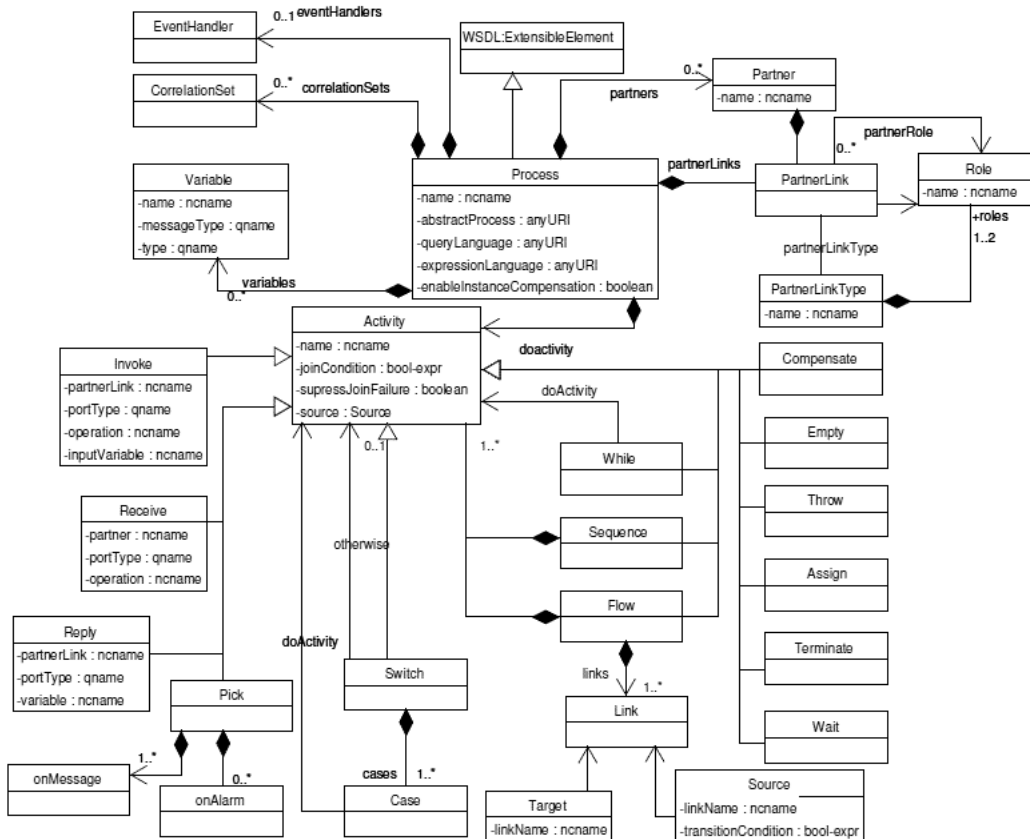 EventHandler
0..1
eventHandlers
WSDL:ExtensibleElement
CorrelationSet
0..*
correlationSets
0..*
partners
Partner
-name : ncname
partnerRole
0..*
Variable
-name : ncname
-messageType : qname
-type : qname
Process
-name : ncname
-abstractProcess : anyURI
-queryLanguage : anyURI
-expressionLanguage : anyURI
-enableInstanceCompensation : boolean
partnerLinks
PartnerLink
Role
-name : ncname
+roles
1..2
partnerLinkType
PartnerLinkType
-name : ncname
variables
0..*
Activity
-name : ncname
-joinCondition : bool-expr
-supressJoinFailure : boolean
-source : Source
doactivity
doActivity
0..1
1..*
Invoke
-partnerLink : ncname
-portType : qname
-operation : ncname
-inputVariable : ncname
Compensate
Empty
While
Throw
Receive
-partner : ncname
-portType : qname
-operation : ncname
otherwise
Sequence
Assign
Flow
Reply
-partnerLink : ncname
-portType : qname
-variable : ncname
doActivity
Terminate
Pick
Switch
links
1..*
Link
Wait
1..*
onMessage
0..*
onAlarm
cases
1..*
Case
Target
-linkName : ncname
Source
-linkName : ncname
-transitionCondition : bool-expr